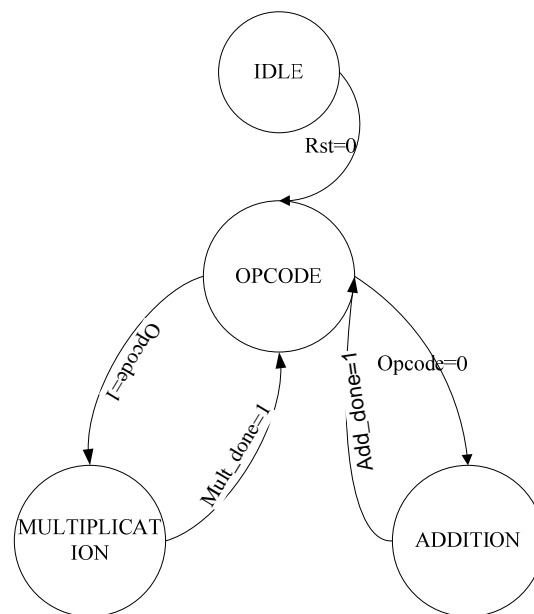 IDLE
Rst=0
OPCODE
Opcode=1
Mult_done=1
Add_done=1
Opcode=0
MULTIPLICAT
ION
ADDITION